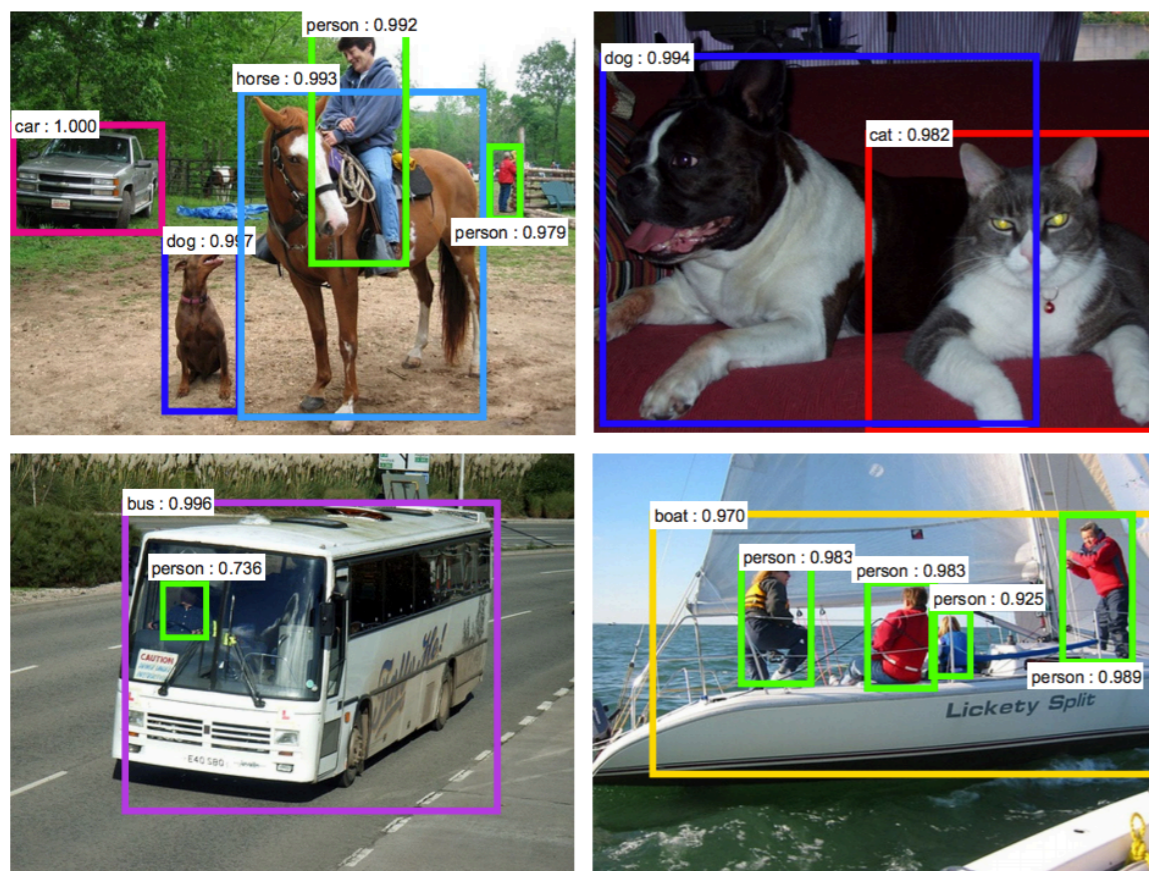 person : 0.992
horse : 0.993
car : 1.000
person : 0.979
dog : 0.997
dog : 0.994
cat : 0.982
bus : 0.996
person : 0.736
CAUTION
L
L
E40 SBO
boat : 0.970
person : 0.983
person : 0.983
person : 0.925
person : 0.989
Lickety Split